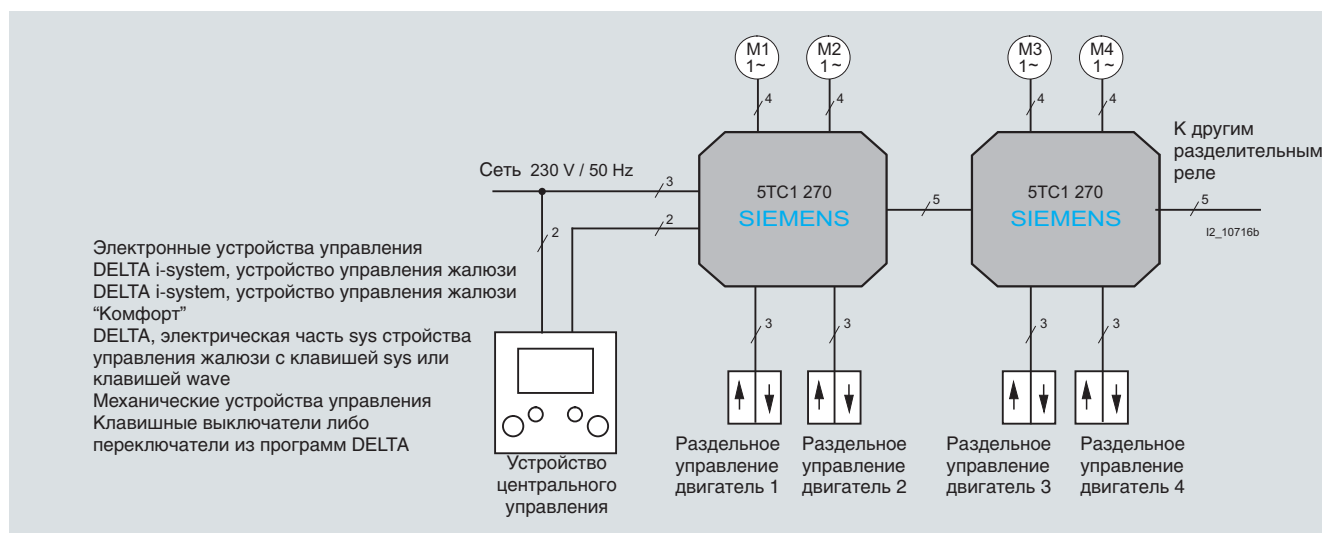 M1
1~
M2
1~
M3
1~
M4
1~
4
4
4
4
К другим
разделительным
реле
Сеть 230 V / 50 Hz
3
5TC1 270
SIEMENS
5
5TC1 270
SIEMENS
5
I2_10716b
2
2
Электронные устройства управления
DELTA i-system, устройство управления жалюзи
DELTA i-system, устройство управления жалюзи
“Комфорт”
DELTA, электрическая часть sys стройства
управления жалюзи с клавишей sys или
клавишей wave
Механические устройства управления
Клавишные выключатели либо
переключатели из программ DELTA
3
3
3
3
Устройство
центрального
управления
Раздельное
управление
двигатель 1
Раздельное
управление
двигатель 2
Раздельное
управление
двигатель 3
Раздельное
управление
двигатель 4